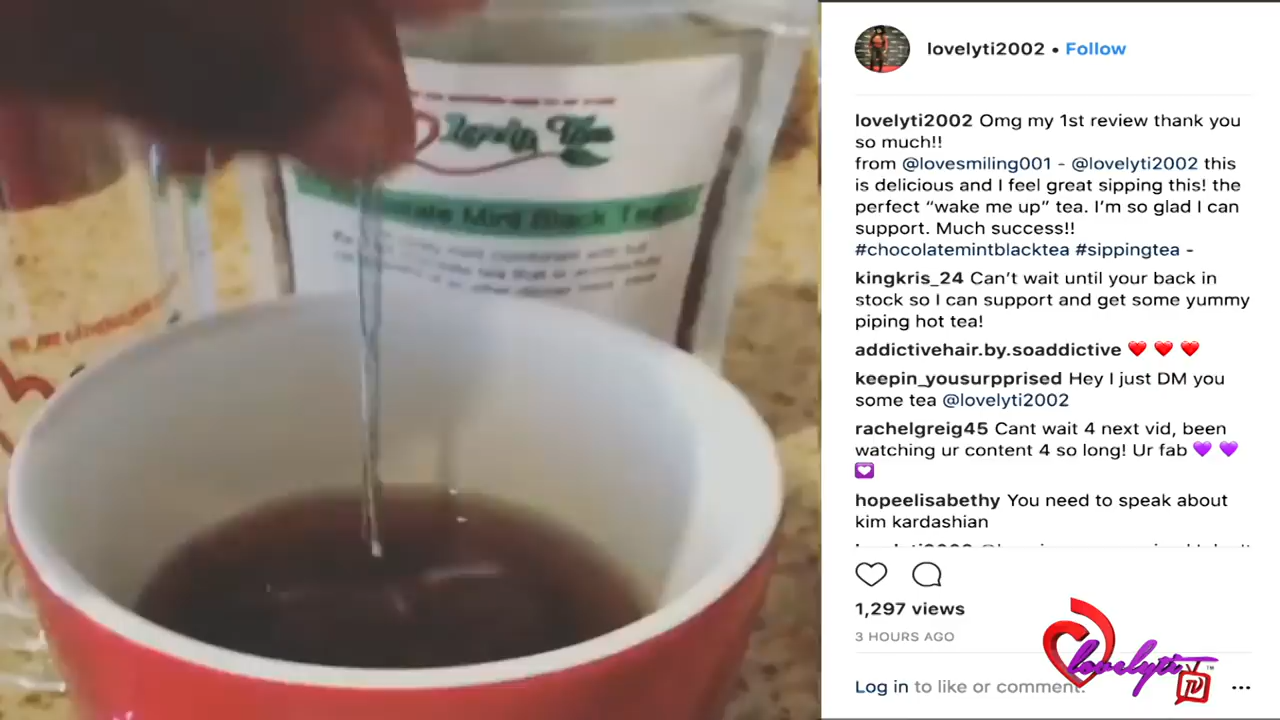 Lovely Tea
Mint Black Tea
lovelyti2002 • Follow
lovelyti2002 Omg my 1st review thank you
so much!!
from @lovesmiling001 - @lovelyti2002 this
is delicious and I feel great sipping this! the
perfect “wake me up” tea. I’m so glad I can
support. Much success!!
#chocolatemintblacktea #sippingtea -
kingkris_24 Can’t wait until your back in
stock so I can support and get some yummy
piping hot tea!
addictivehair.by.soaddictive ❤️ ❤️ ❤️
keepin_yousurpprised Hey I just DM you
some tea @lovelyti2002
rachelgreig45 Cant wait 4 next vid, been
watching ur content 4 so long! Ur fab 💜 💜
💟
hopeelisabethy You need to speak about
kim kardashian
1,297 views
3 HOURS AGO
Log in to like or comment.
lovelyti TV